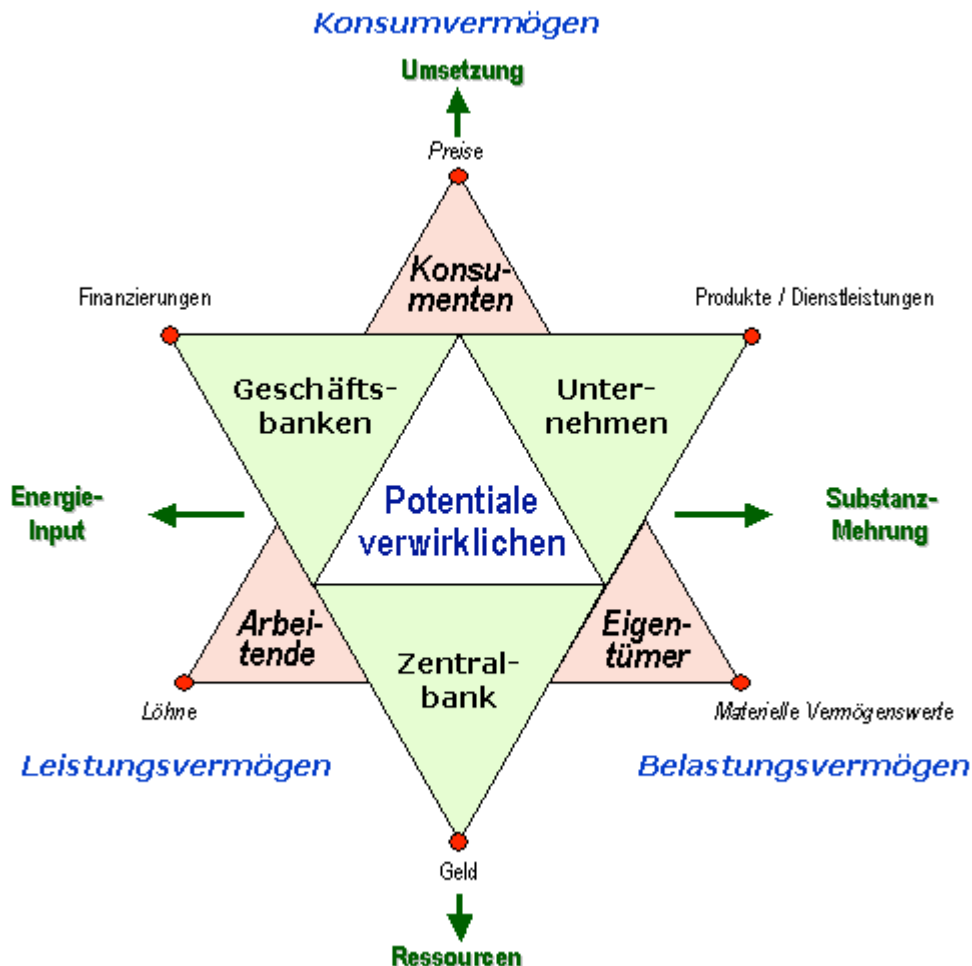 Konsumvermögen
Umsetzung
Preise
Konsu-
menten
Finanzierungen
Produkte / Dienstleistungen
Geschäfts-
banken
Unter-
nehmen
Energie-
Input
Potentiale
verwirklichen
Substanz-
Mehrung
Arbei-
tende
Zentral-
bank
Eigen-
tümer
Löhne
Materielle Vermögenswerte
Leistungsvermögen
Belastungsvermögen
Geld
Ressourcen